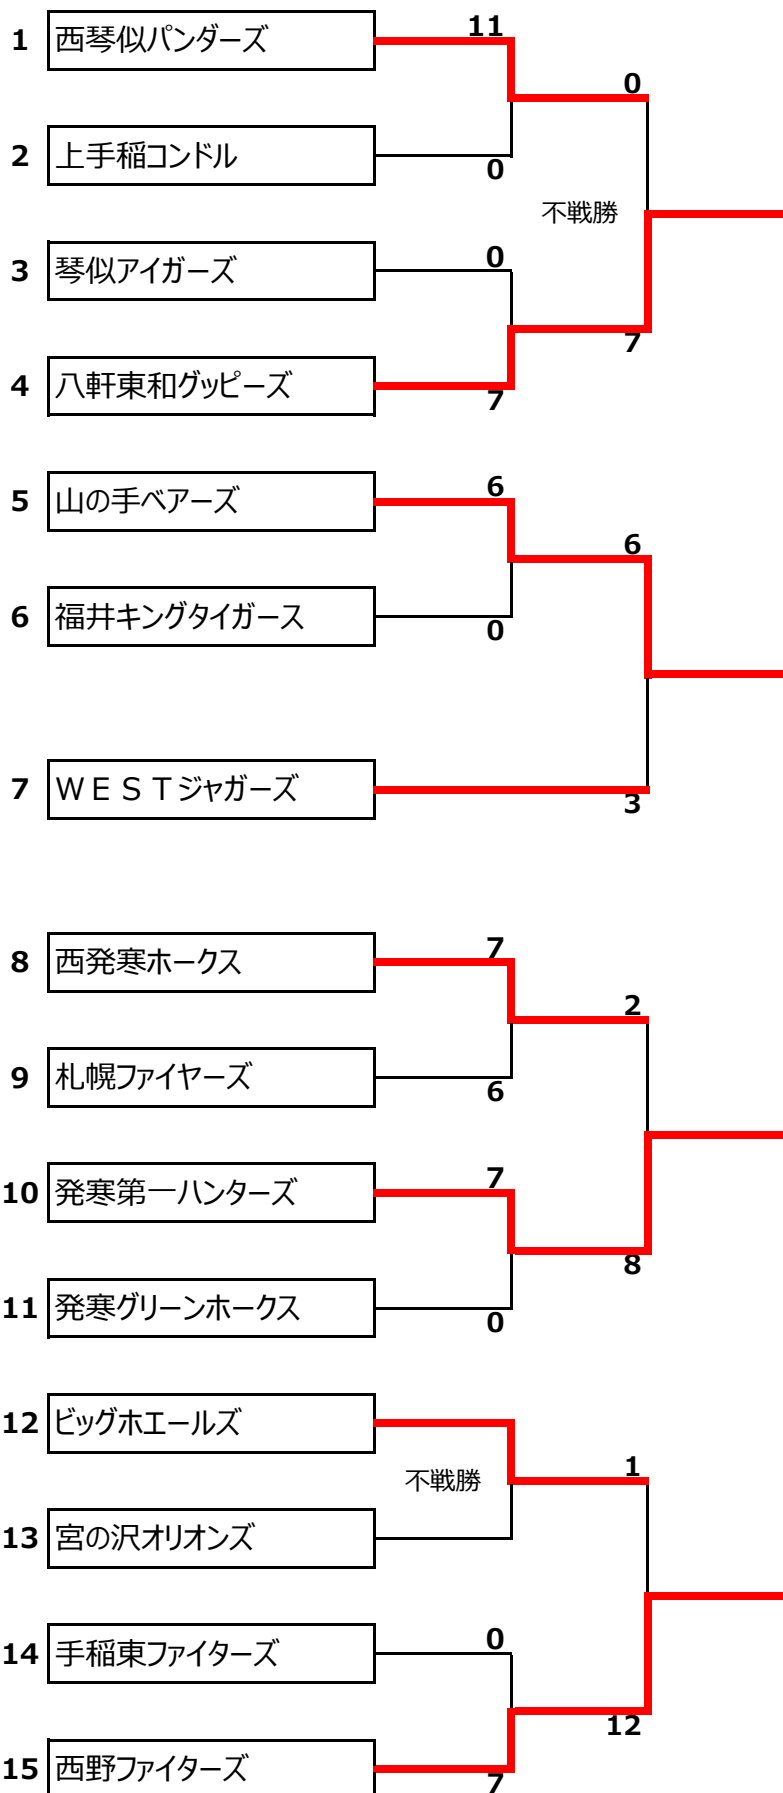 11
1 西琴似パンダーズ
0
2 上手稲コンドル
0
不戦勝
0
3 琴似アイガーズ
7
4 八軒東和グッピーズ
7
6
5 山の手ベアーズ
6
6 福井キングタイガース
0
7 ＷＥＳＴジャガーズ
3
7
8 西発寒ホークス
2
9 札幌ファイヤーズ
6
7
10 発寒第一ハンターズ
8
11 発寒グリーンホークス
0
12 ビッグホエールズ
1
不戦勝
13 宮の沢オリオンズ
0
14 手稲東ファイターズ
12
15 西野ファイターズ
7